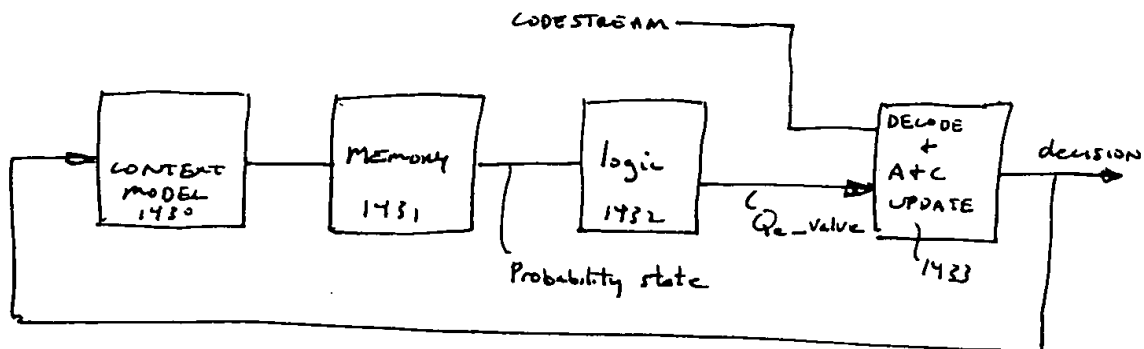 CODESTREAM
CONTEXT
MODEL
1430
MEMORY
1431
Probability state
logic
1432
Qe_value
DECODE
+
A+C
UPDATE
1433
decision